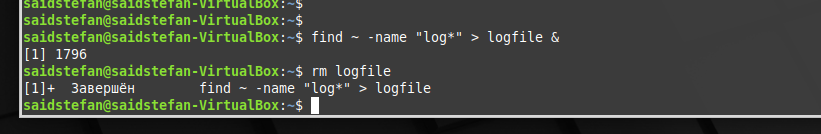 saidstefan@saidstefan-VirtualBox:~$
saidstefan@saidstefan-VirtualBox:~$
saidstefan@saidstefan-VirtualBox:~$ find ~ -name "log*" > logfile &
[1] 1796
saidstefan@saidstefan-VirtualBox:~$ rm logfile
[1]+  Завершён        find ~ -name "log*" > logfile
saidstefan@saidstefan-VirtualBox:~$